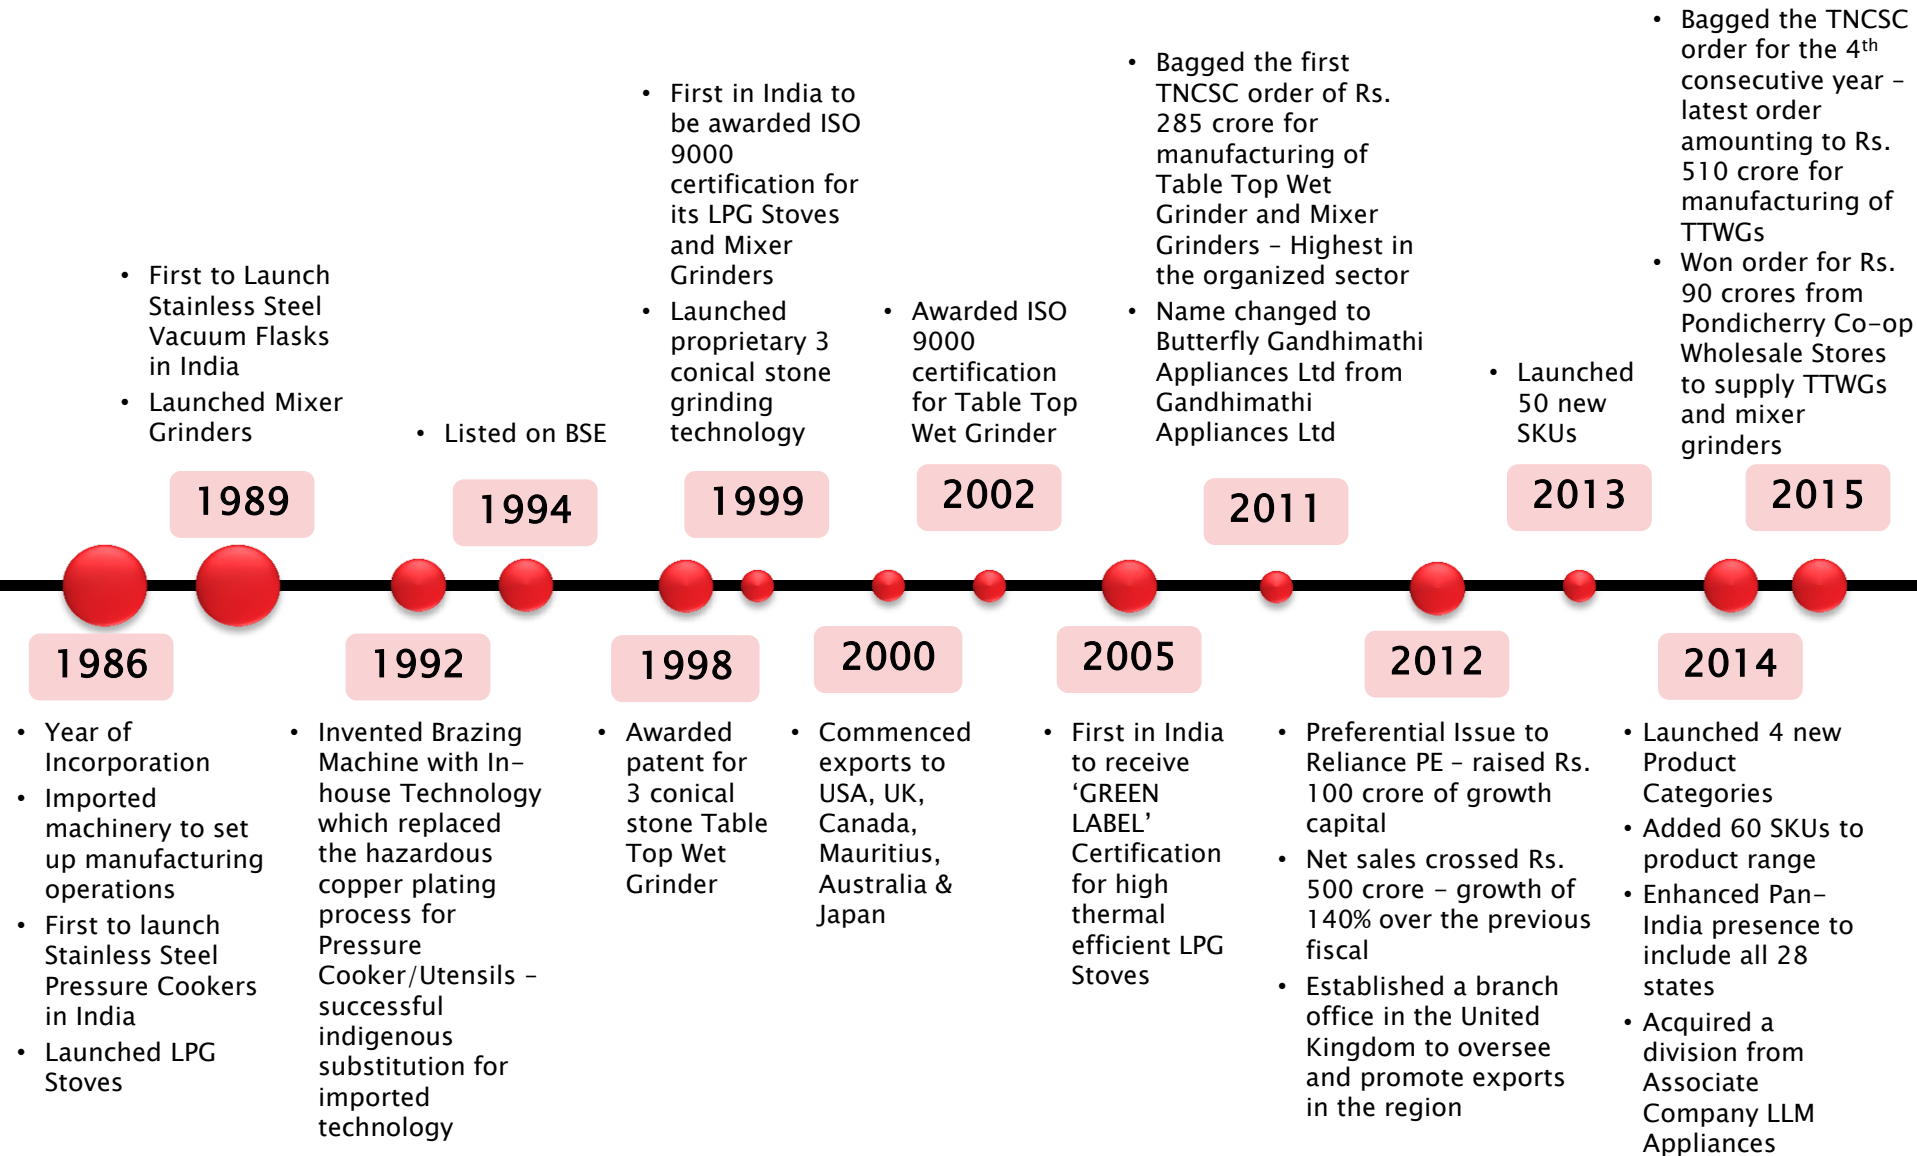 • First to Launch
Stainless Steel
Vacuum Flasks
in India
• Launched Mixer
Grinders
1989
• Listed on BSE
1994
• First in India to
be awarded ISO
9000
certification for
its LPG Stoves
and Mixer
Grinders
• Launched
proprietary 3
conical stone
grinding
technology
1999
• Awarded ISO
9000
certification
for Table Top
Wet Grinder
2002
• Bagged the first
TNCSC order of Rs.
285 crore for
manufacturing of
Table Top Wet
Grinder and Mixer
Grinders – Highest in
the organized sector
• Name changed to
Butterfly Gandhimathi
Appliances Ltd from
Gandhimathi
Appliances Ltd
2011
• Launched
50 new
SKUs
2013
• Bagged the TNCSC
order for the 4th
consecutive year –
latest order
amounting to Rs.
510 crore for
manufacturing of
TTWGs
• Won order for Rs.
90 crores from
Pondicherry Co-op
Wholesale Stores
to supply TTWGs
and mixer
grinders
2015
1986
• Year of
Incorporation
• Imported
machinery to set
up manufacturing
operations
• First to launch
Stainless Steel
Pressure Cookers
in India
• Launched LPG
Stoves
1992
• Invented Brazing
Machine with In-
house Technology
which replaced
the hazardous
copper plating
process for
Pressure
Cooker/Utensils –
successful
indigenous
substitution for
imported
technology
1998
• Awarded
patent for
3 conical
stone Table
Top Wet
Grinder
2000
• Commenced
exports to
USA, UK,
Canada,
Mauritius,
Australia &
Japan
2005
• First in India
to receive
‘GREEN
LABEL’
Certification
for high
thermal
efficient LPG
Stoves
2012
• Preferential Issue to
Reliance PE – raised Rs.
100 crore of growth
capital
• Net sales crossed Rs.
500 crore – growth of
140% over the previous
fiscal
• Established a branch
office in the United
Kingdom to oversee
and promote exports
in the region
2014
• Launched 4 new
Product
Categories
• Added 60 SKUs to
product range
• Enhanced Pan-
India presence to
include all 28
states
• Acquired a
division from
Associate
Company LLM
Appliances